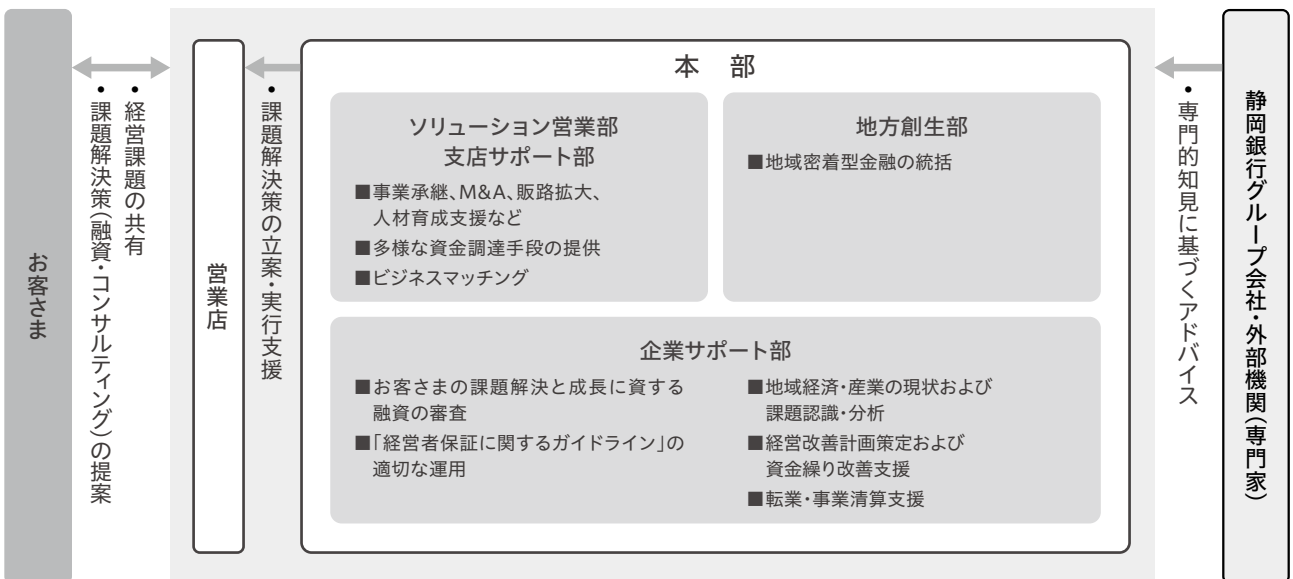 お客さま
・経営課題の共有
・課題解決策(融資・コンサルティング)の提案
営業店
・課題解決策の立案・実行支援
本 部
ソリューション営業部
支店サポート部
■事業承継、M&A、販路拡大、
人材育成支援など
■多様な資金調達手段の提供
■ビジネスマッチング
地方創生部
■地域密着型金融の統括
企業サポート部
■お客さまの課題解決と成長に資する
融資の審査
■「経営者保証に関するガイドライン」の
適切な運用
■地域経済・産業の現状および
課題認識・分析
■経営改善計画策定および
資金繰り改善支援
■転業・事業清算支援
・専門的知見に基づくアドバイス
静岡銀行グループ会社・外部機関(専門家)